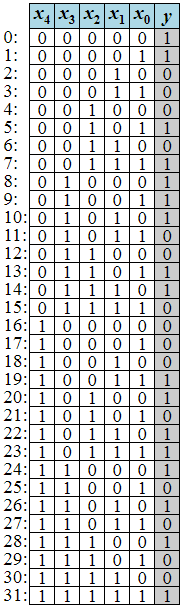 x₄ x₃ x₂ x₁ x₀ y
0: 0 0 0 0 0 1
1: 0 0 0 0 1 1
2: 0 0 0 1 0 0
3: 0 0 0 1 1 0
4: 0 0 1 0 0 0
5: 0 0 1 0 1 1
6: 0 0 1 1 0 0
7: 0 0 1 1 1 1
8: 0 1 0 0 0 1
9: 0 1 0 0 1 1
10: 0 1 0 1 0 1
11: 0 1 0 1 1 0
12: 0 1 1 0 0 0
13: 0 1 1 0 1 1
14: 0 1 1 1 0 1
15: 0 1 1 1 1 0
16: 1 0 0 0 0 0
17: 1 0 0 0 1 0
18: 1 0 0 1 0 0
19: 1 0 0 1 1 1
20: 1 0 1 0 0 1
21: 1 0 1 0 1 0
22: 1 0 1 1 0 1
23: 1 0 1 1 1 1
24: 1 1 0 0 0 1
25: 1 1 0 0 1 0
26: 1 1 0 1 0 1
27: 1 1 0 1 1 0
28: 1 1 1 0 0 1
29: 1 1 1 0 1 0
30: 1 1 1 1 0 0
31: 1 1 1 1 1 1